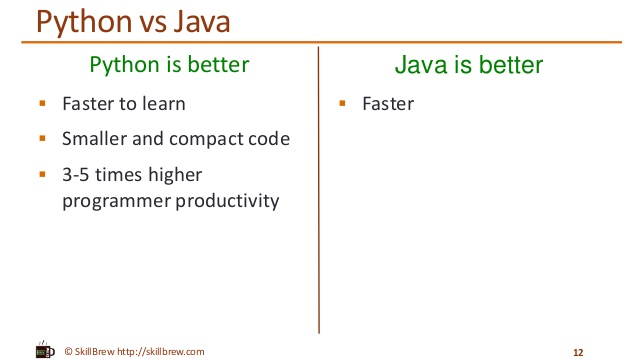 Python vs Java
Python is better
Faster to learn
Smaller and compact code
3-5 times higher
programmer productivity
Java is better
Faster
© SkillBrew http://skillbrew.com
12